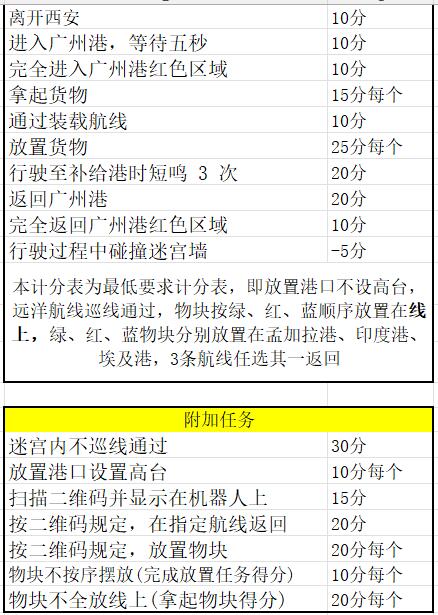 离开西安 10分
进入广州港，等待五秒 10分
完全进入广州港红色区域 10分
拿起货物 15分每个
通过装载航线 10分
放置货物 25分每个
行驶至补给港时短鸣 3 次 20分
返回广州港 20分
完全返回广州港红色区域 10分
行驶过程中碰撞迷宫墙 -5分
本计分表为最低要求计分表，即放置港口不设高台，
远洋航线巡线通过，物块按绿、红、蓝顺序放置在线
上，绿、红、蓝物块分别放置在孟加拉港、印度港、
埃及港，3条航线任选其一返回
附加任务
迷宫内不巡线通过 30分
放置港口设置高台 10分每个
扫描二维码并显示在机器人上 15分
按二维码规定，在指定航线返回 20分
按二维码规定，放置物块 20分每个
物块不按序摆放(完成放置任务得分) 10分每个
物块不全放线上(拿起物块得分) 20分每个